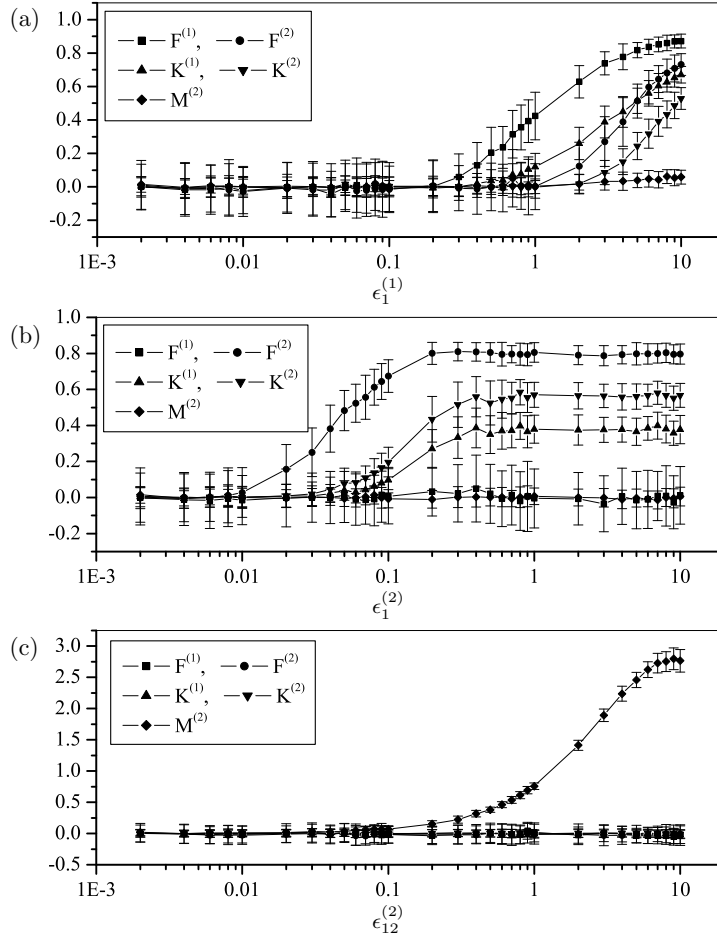 (a)
F(1), F(2)
K(1), K(2)
M(2)
1.0
0.8
0.6
0.4
0.2
0.0
-0.2
1E-3 0.01 0.1 1 10
ϵ1(1)
(b)
F(1), F(2)
K(1), K(2)
M(2)
1.0
0.8
0.6
0.4
0.2
0.0
-0.2
1E-3 0.01 0.1 1 10
ϵ1(2)
(c)
F(1), F(2)
K(1), K(2)
M(2)
3.0
2.5
2.0
1.5
1.0
0.5
0.0
-0.5
1E-3 0.01 0.1 1 10
ϵ12(2)